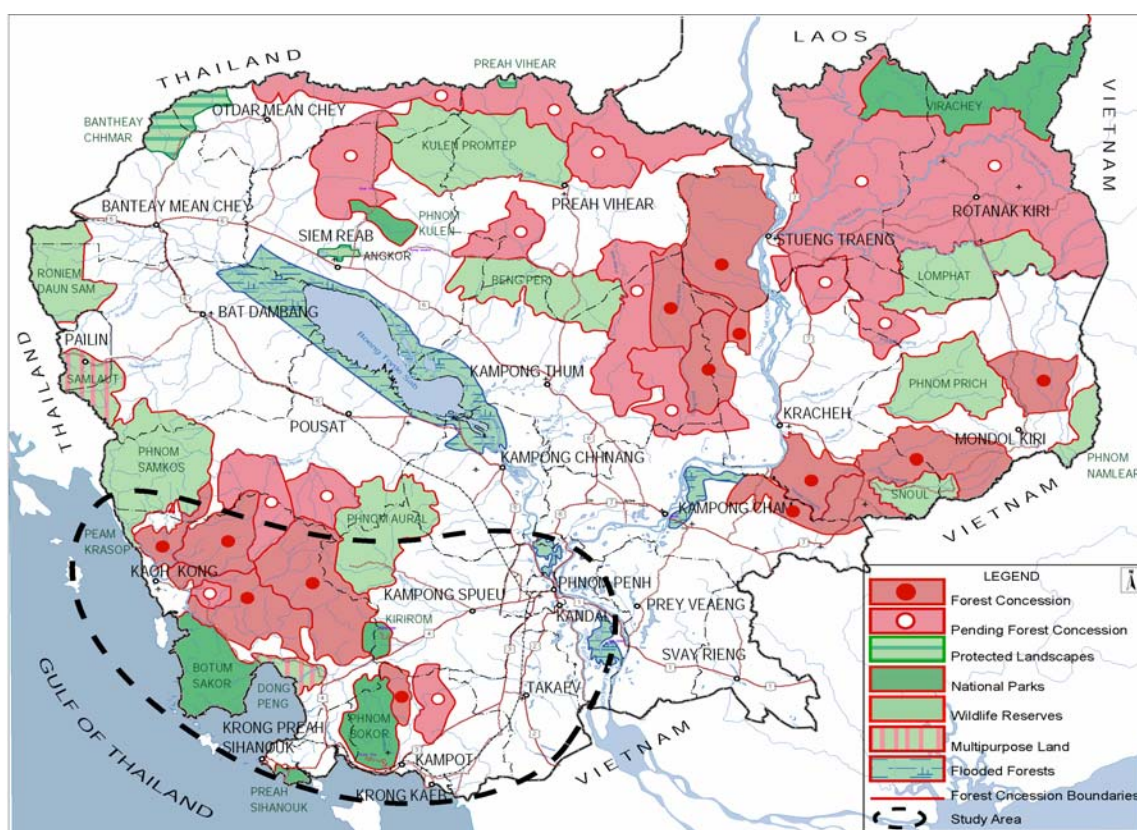 LAOS
THAILAND
PREAH VIHEAR
VIETNAM
VIRACHEY
BANTHEAY
CHHMAR
OTDAR MEAN CHEY
KULEN PROMTEP
BANTEAY MEAN CHEY
PREAH VIHEAR
ROTANAK KIRI
PHNOM
KULEN
SIEM REAB
ANGKOR
STUENG TRAENG
RONIEM
DAUN SAM
BENG PER
LOMPHAT
BAT DAMBANG
PAILIN
THAILAND
SAMLAUT
KAMPONG THUM
PHNOM PRICH
POUSAT
KRACHEH
MONDOL KIRI
PHNOM
SAMKOS
KAMPONG CHHNANG
PHNOM
NAMLEAR
SNOUL
VIETNAM
PHNOM AURAL
KAMPONG CHAM
PEAM
KRASOP
KAOH KONG
PHNOM PENH
KAMPONG SPUEU
KANDAL
PREY VEAENG
KIRIROM
SVAY RIENG
BOTUM
SAKOR
DONG
PENG
TAKAEV
GULF OF THAILAND
KRONG PREAH
SIHANOUK
PHNOM
BOKOR
KAMPOT
VIETNAM
PREAH
SIHANOUK
KRONG KAEB
LEGEND
Forest Concession
Pending Forest Concession
Protected Landscapes
National Parks
Wildlife Reserves
Multipurpose Land
Flooded Forests
Forest Cncession Boundaries
Study Area